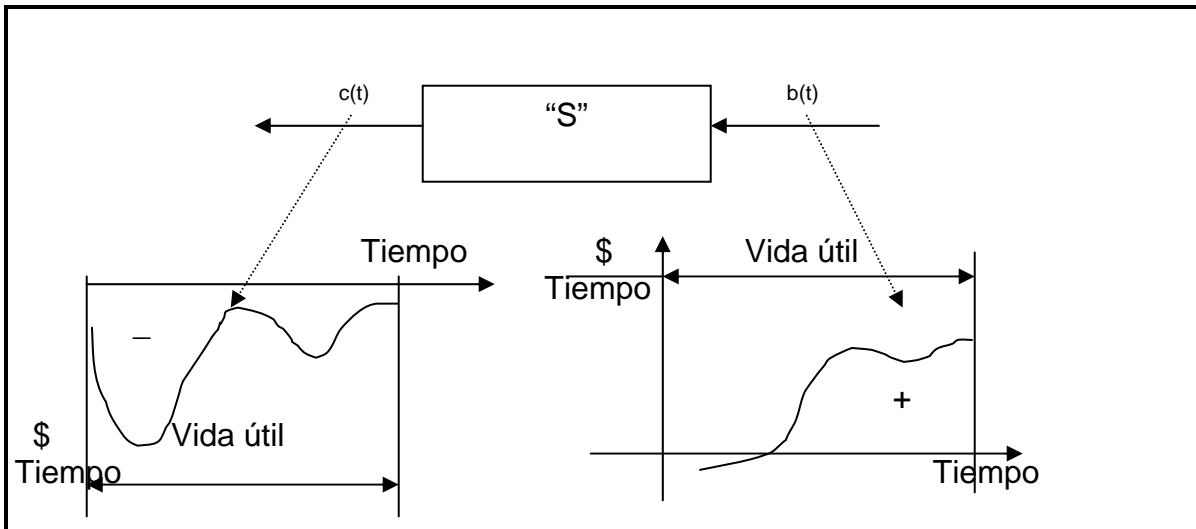 c(t)
“S”
b(t)
Tiempo
$
Tiempo
Vida útil
–
+
$
Tiempo
Vida útil
Tiempo